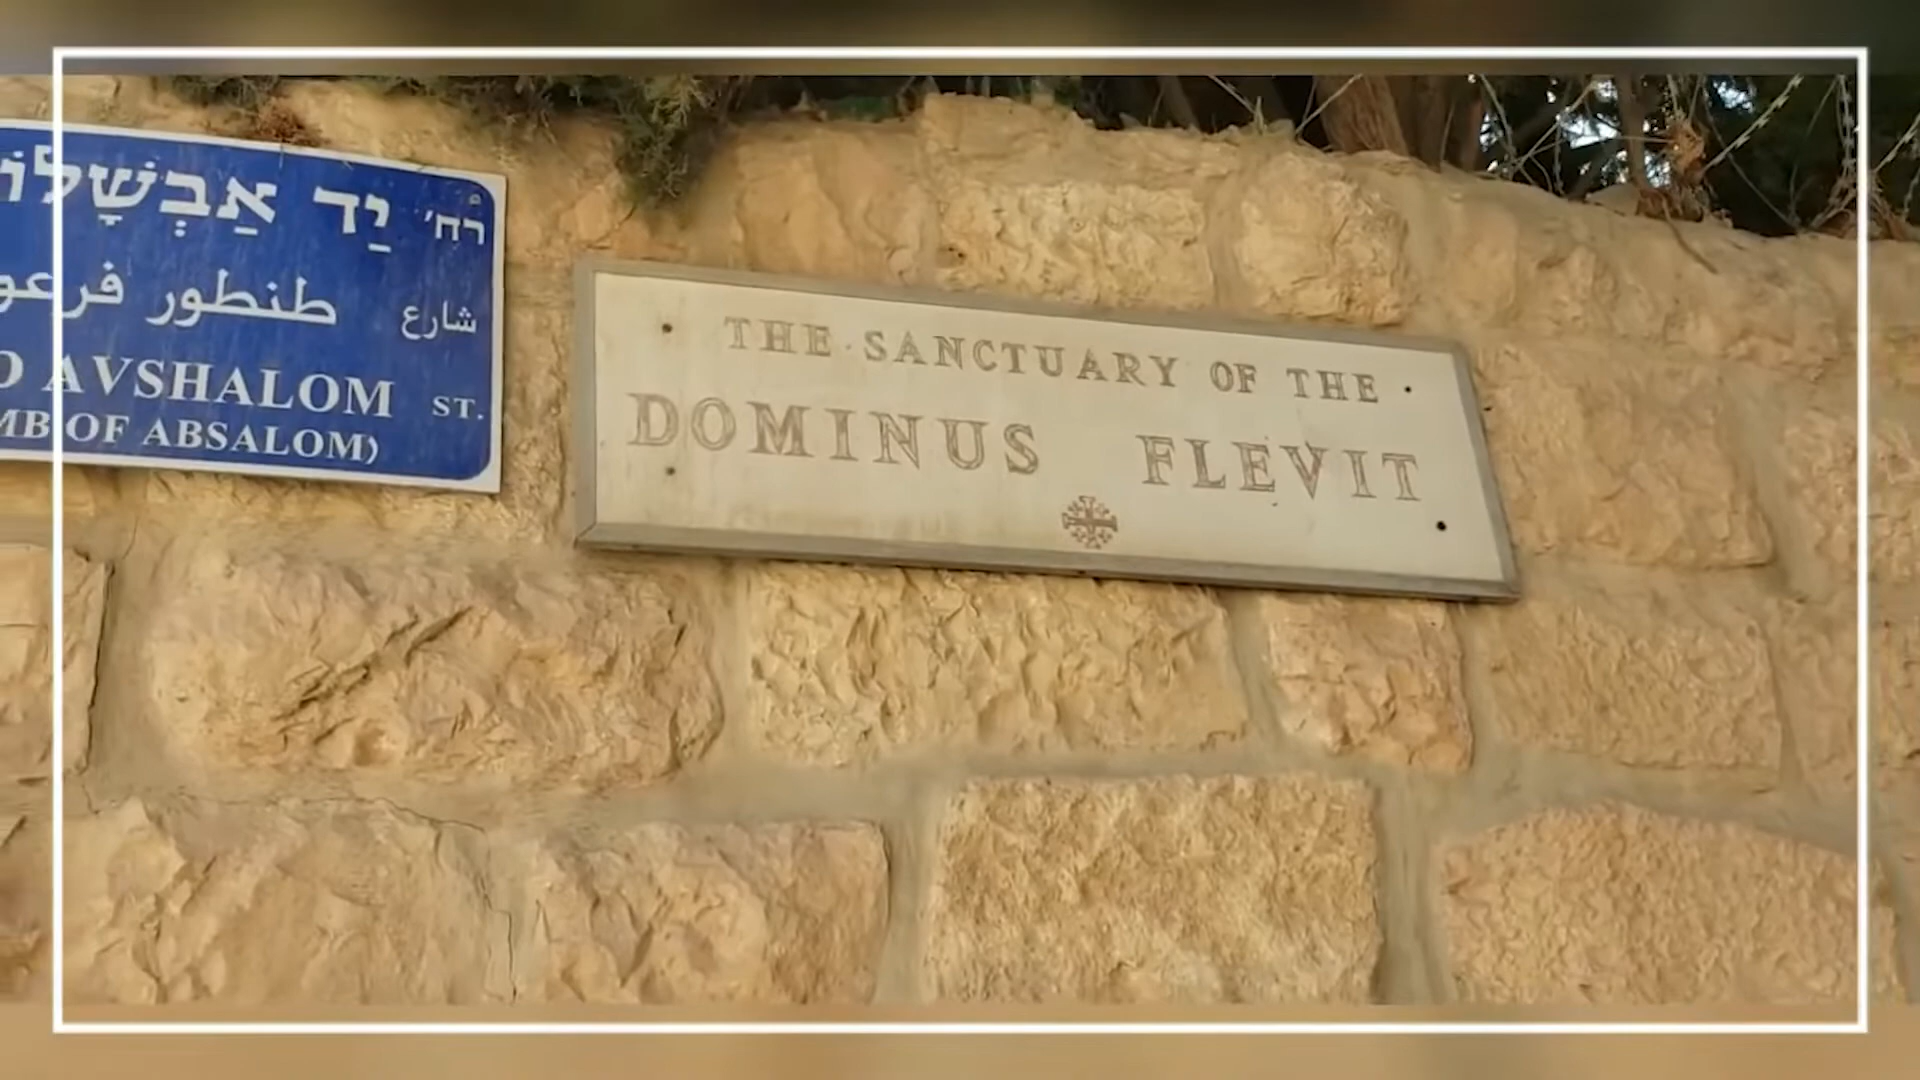 רח׳ יַד אַבְשָׁלוֹ
شارع طنطور فرعو
O AVSHALOM ST.
MB OF ABSALOM)
THE SANCTUARY OF THE
DOMINUS FLEVIT